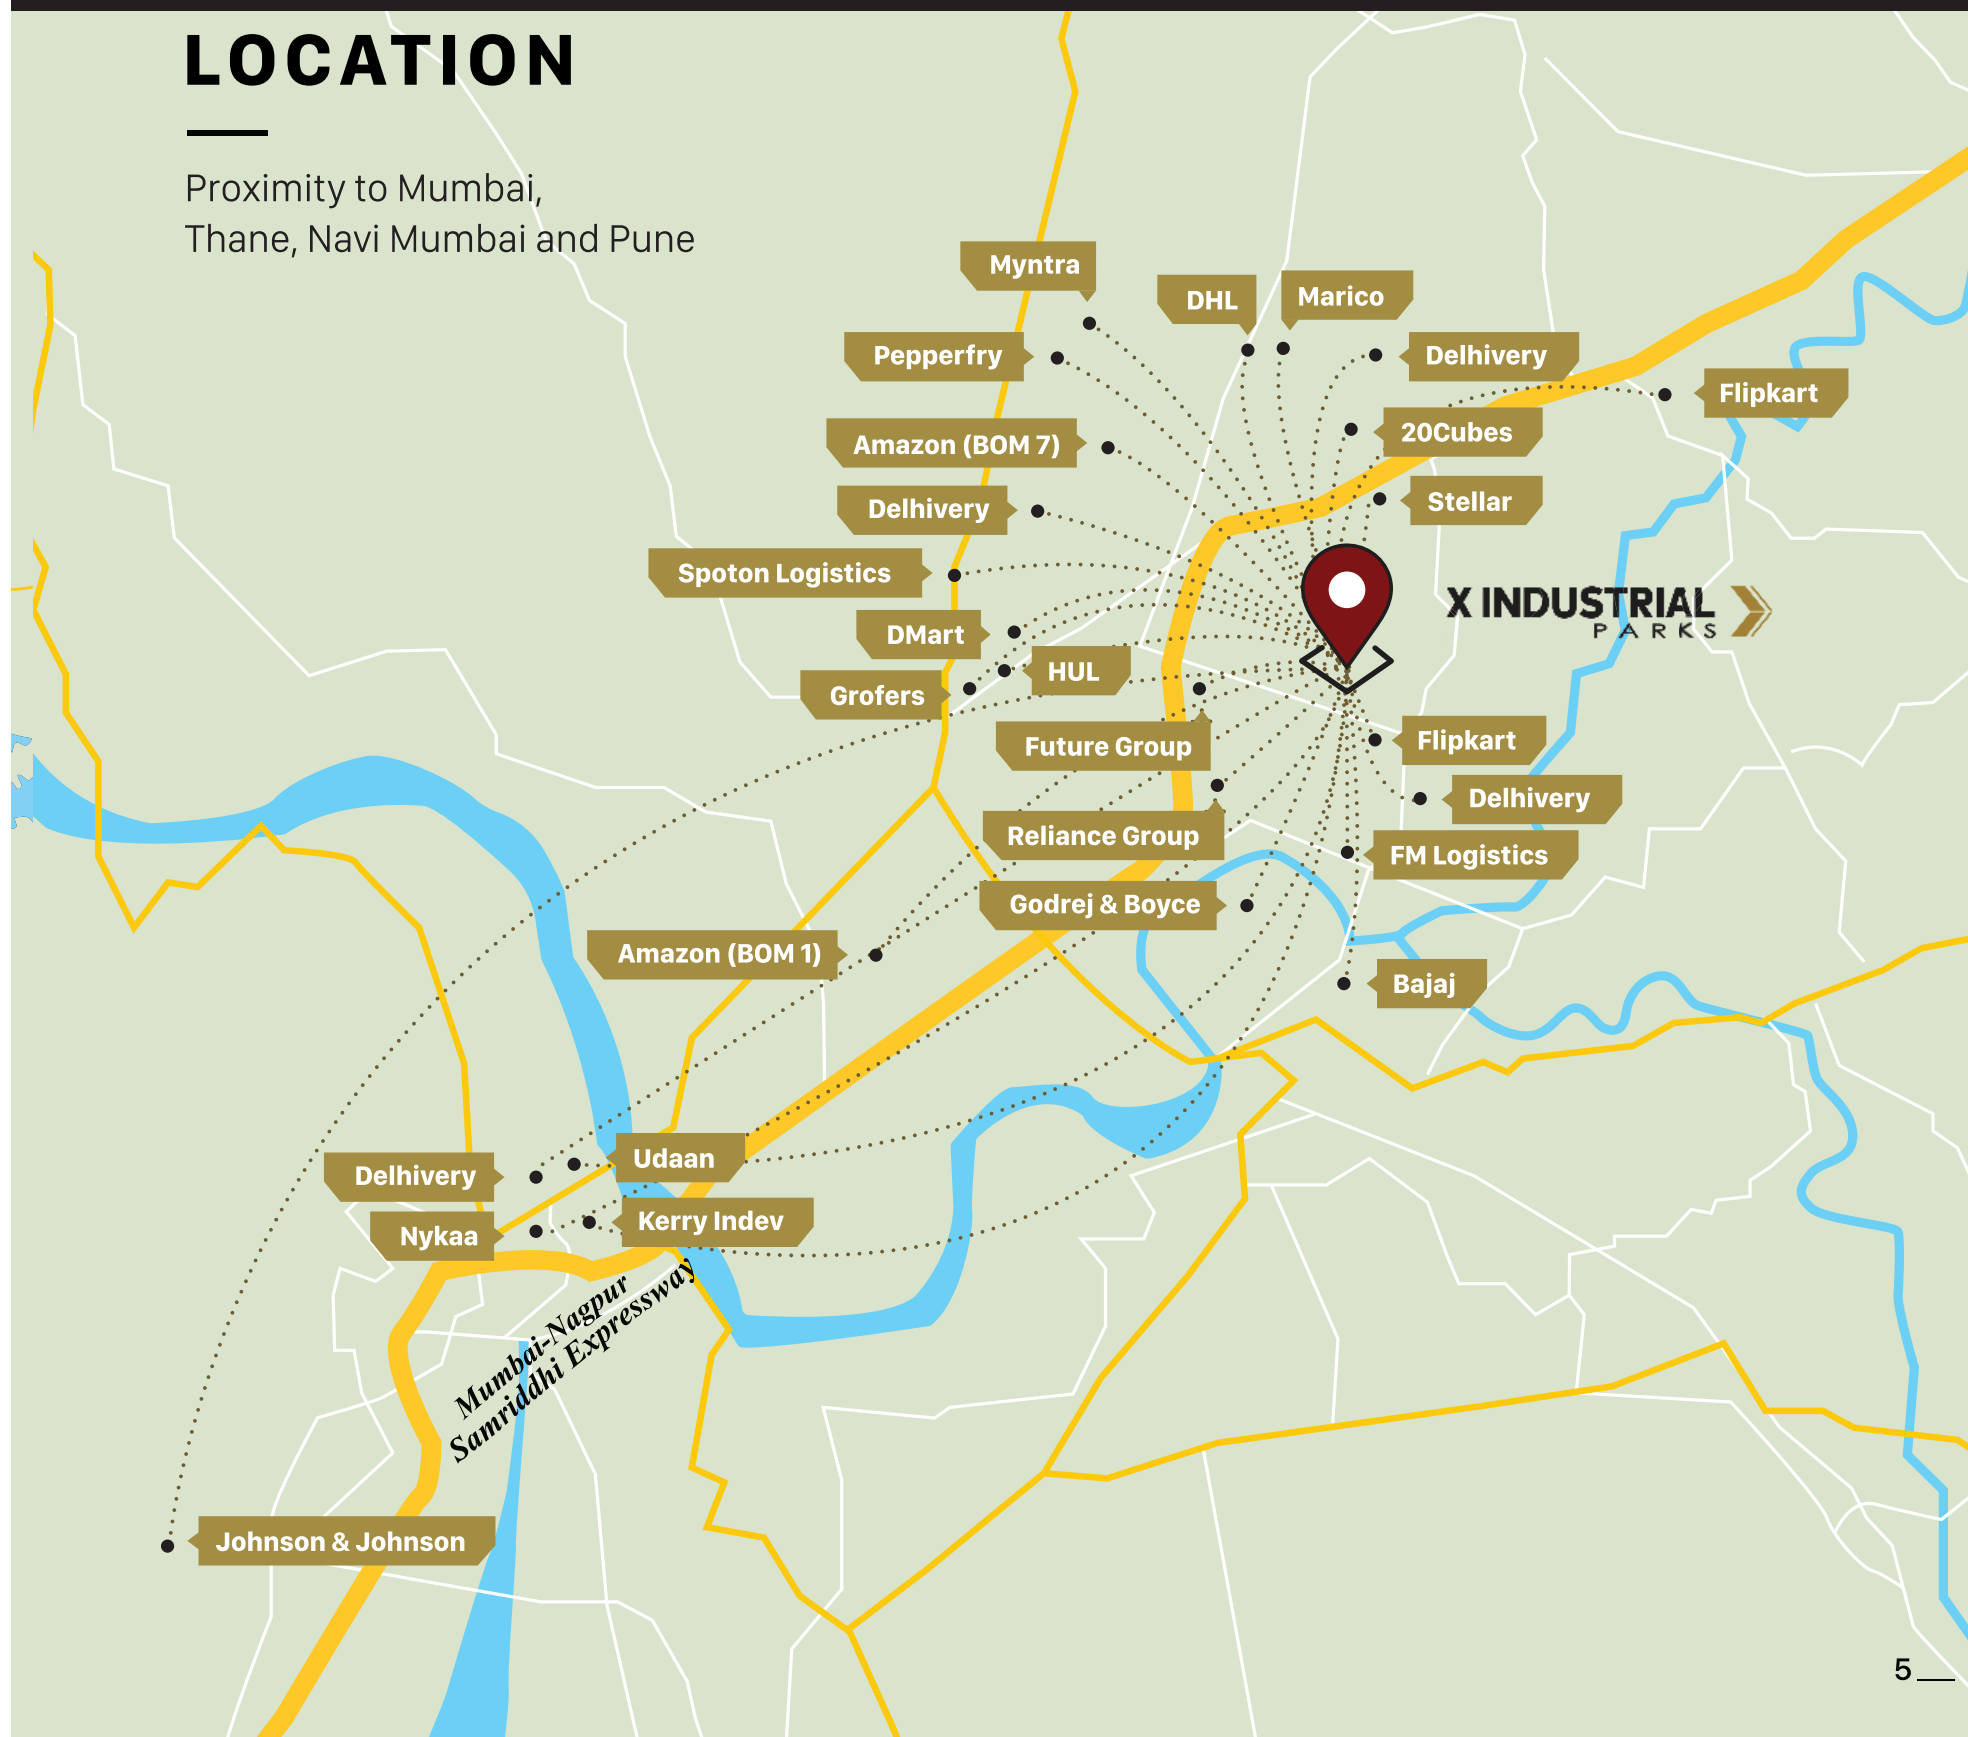 LOCATION
Proximity to Mumbai,
Thane, Navi Mumbai and Pune
Myntra
DHL
Marico
Pepperfry
Delhivery
Flipkart
Amazon (BOM 7)
20Cubes
Delhivery
Stellar
Spoton Logistics
X INDUSTRIAL
PARKS
DMart
HUL
Grofers
Future Group
Flipkart
Delhivery
Reliance Group
FM Logistics
Godrej & Boyce
Amazon (BOM 1)
Bajaj
Udaan
Delhivery
Kerry Indev
Nykaa
Mumbai-Nagpur
Samriddhi Expressway
Johnson & Johnson
5